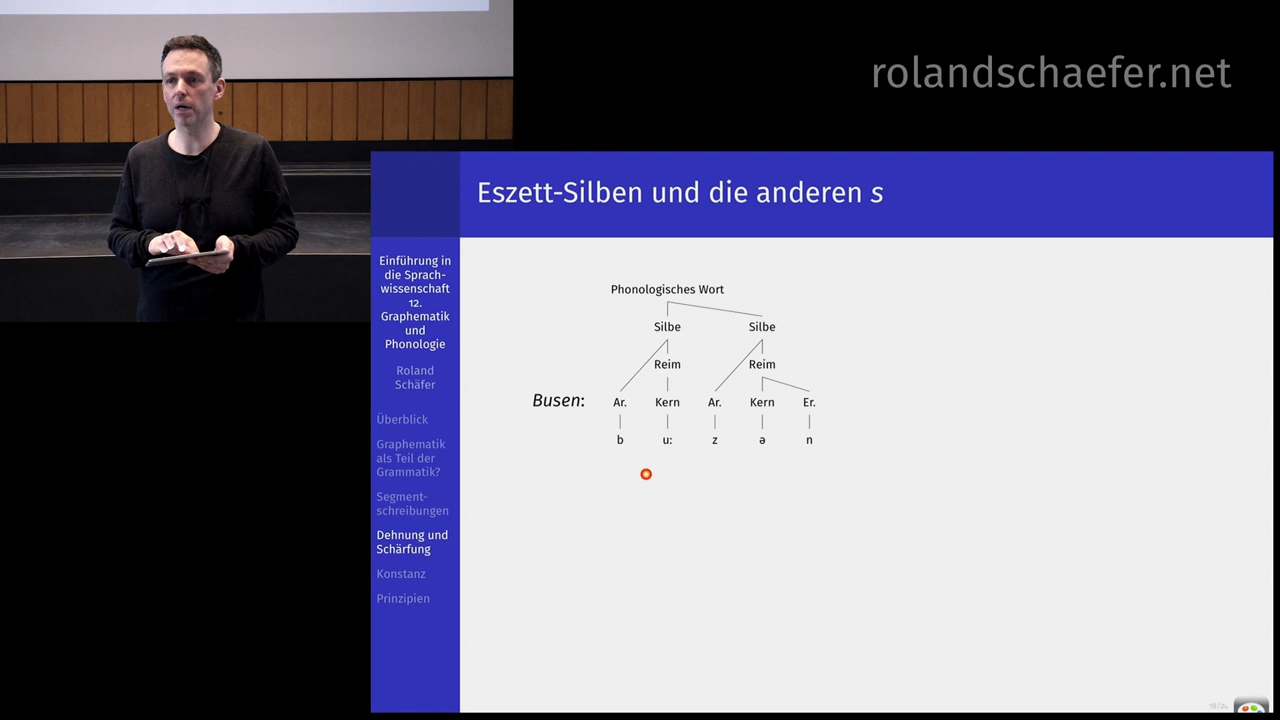 rolandschaefer.net
Eszett-Silben und die anderen s
Einführung in
die Sprach-
wissenschaft
12.
Graphematik
und
Phonologie
Roland
Schäfer
Überblick
Graphematik
als Teil der
Grammatik?
Segment-
schreibungen
Dehnung und
Schärfung
Konstanz
Prinzipien
Phonologisches Wort
Silbe Silbe
Reim Reim
Busen: Ar. Kern Ar. Kern Er.
b u: z ə n
18/24